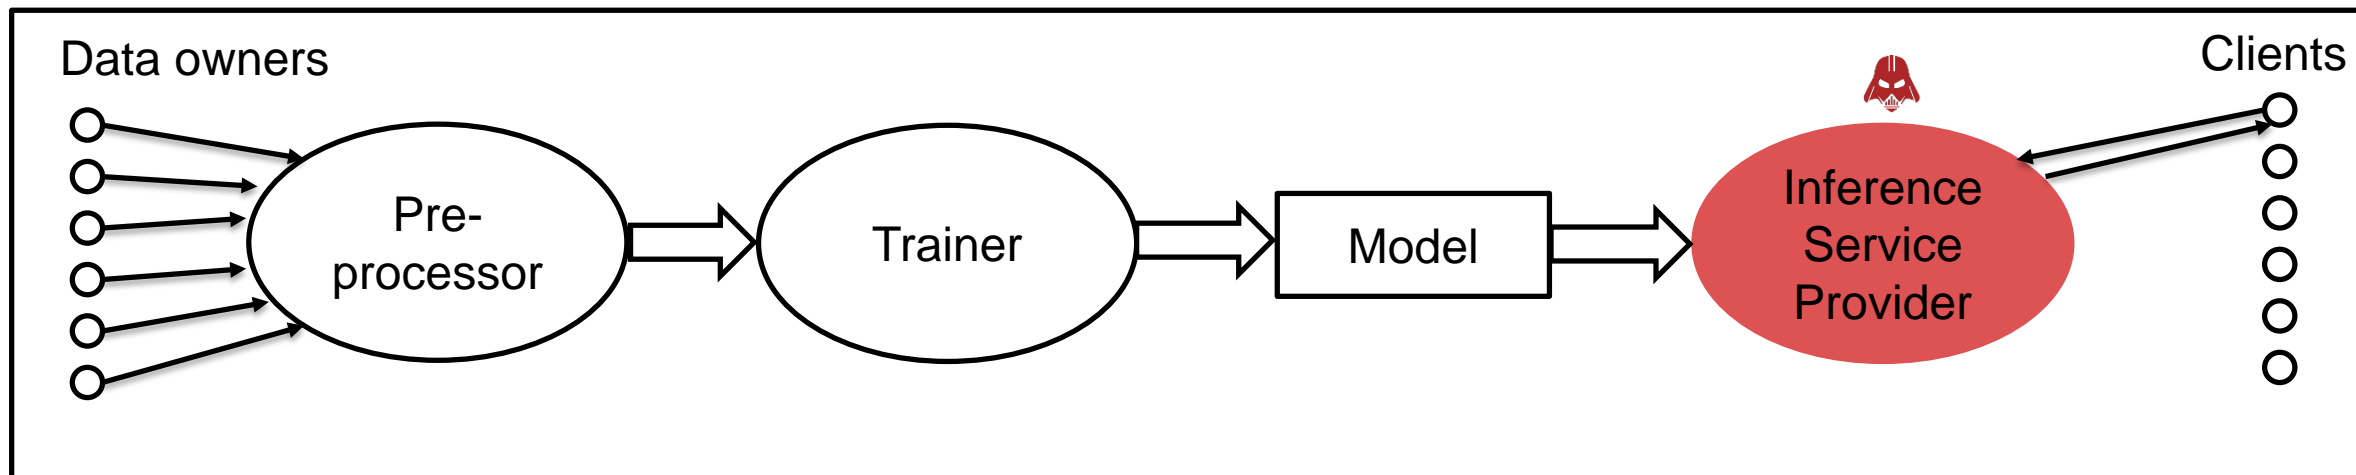 Data owners
Clients
Pre-
processor
Trainer
Model
Inference
Service
Provider